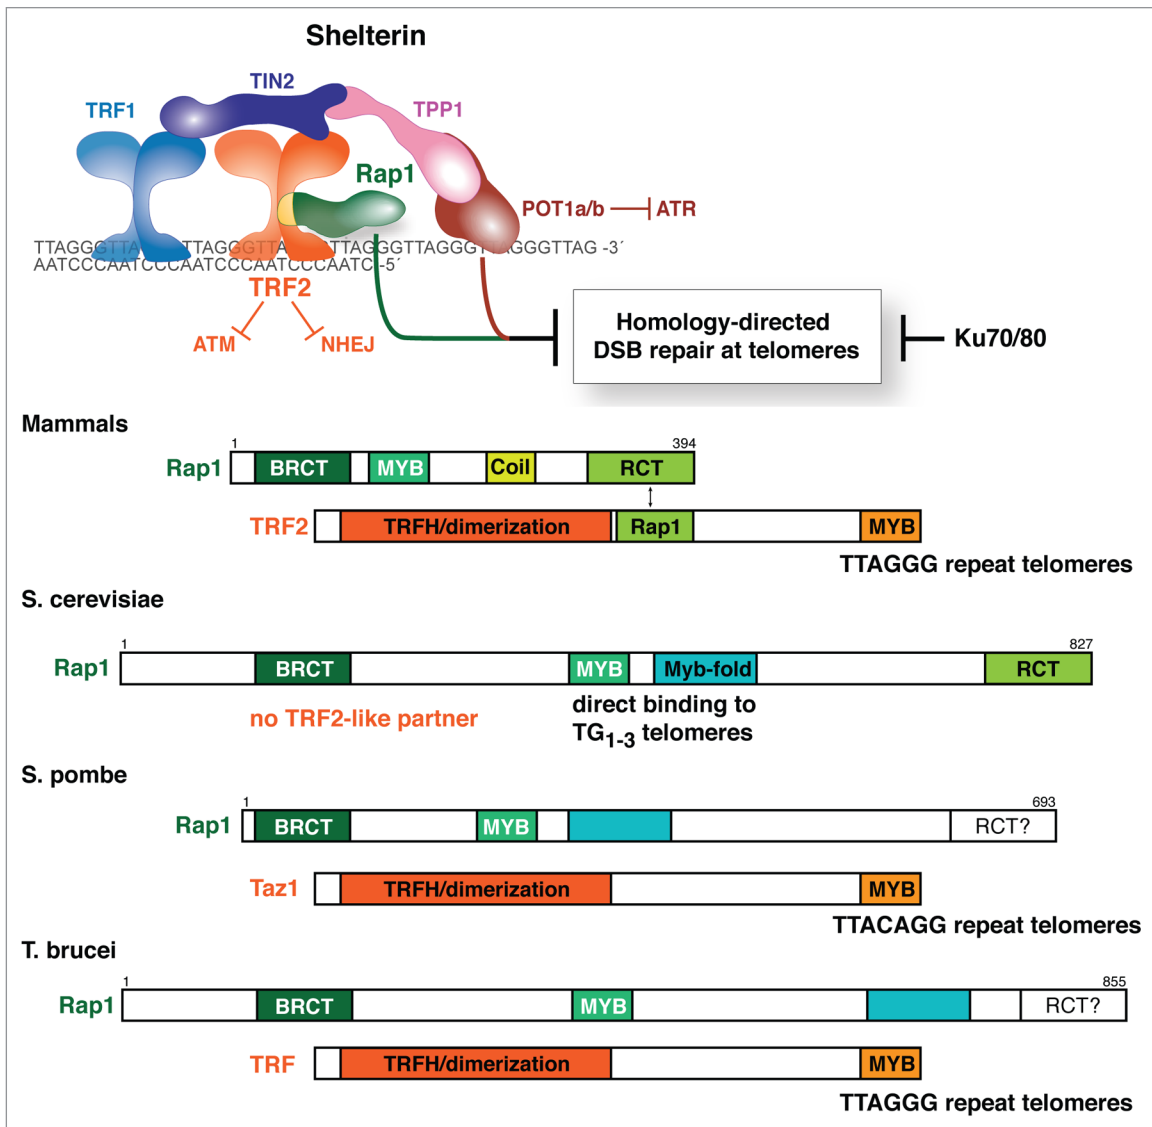 Shelterin
TIN2
TRF1
TPP1
Rap1
POT1a/b
ATR
TTAGGGTTA TTAGGGTTA TTAGGGTTAGGGTTAGGGTTAG -3´
AATCCCAATCCCAATCCCAATCCCAATC -5´
TRF2
ATM
NHEJ
Homology-directed
DSB repair at telomeres
Ku70/80
Mammals
1
394
Rap1
BRCT
MYB
Coil
RCT
TRF2
TRFH/dimerization
Rap1
MYB
TTAGGG repeat telomeres
S. cerevisiae
1
827
Rap1
BRCT
MYB
Myb-fold
RCT
no TRF2-like partner
direct binding to
TG1-3 telomeres
S. pombe
1
693
Rap1
BRCT
MYB
RCT?
Taz1
TRFH/dimerization
MYB
TTACAGG repeat telomeres
T. brucei
1
855
Rap1
BRCT
MYB
RCT?
TRF
TRFH/dimerization
MYB
TTAGGG repeat telomeres